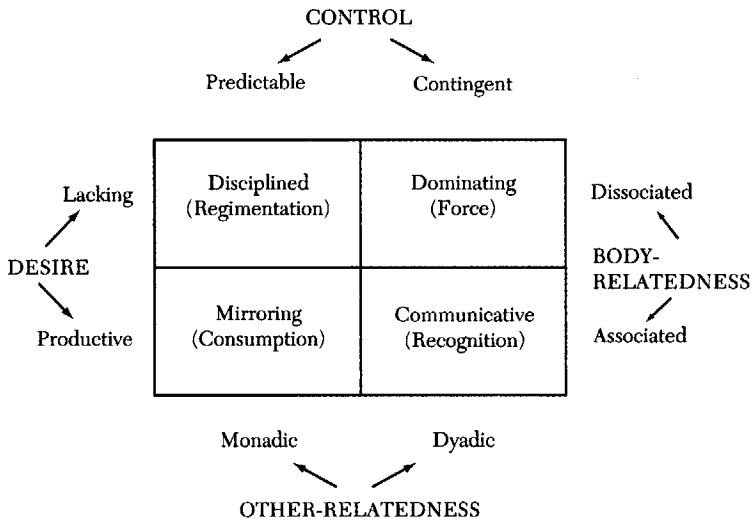 CONTROL
Predictable Contingent
Lacking
Disciplined
(Regimentation)
Dominating
(Force)
Dissociated
DESIRE
BODY-
RELATEDNESS
Productive
Mirroring
(Consumption)
Communicative
(Recognition)
Associated
Monadic Dyadic
OTHER-RELATEDNESS